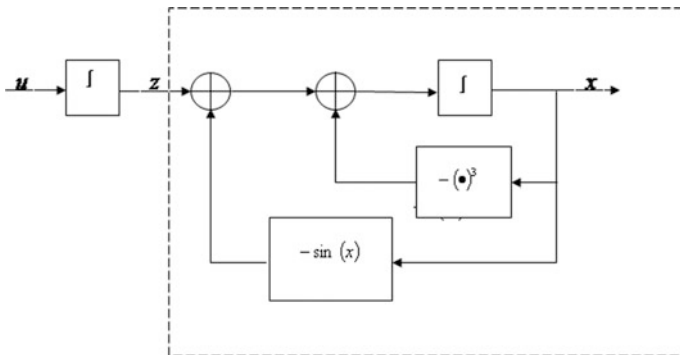 u ∫ z ∫ x
−(•)³
−sin (x)